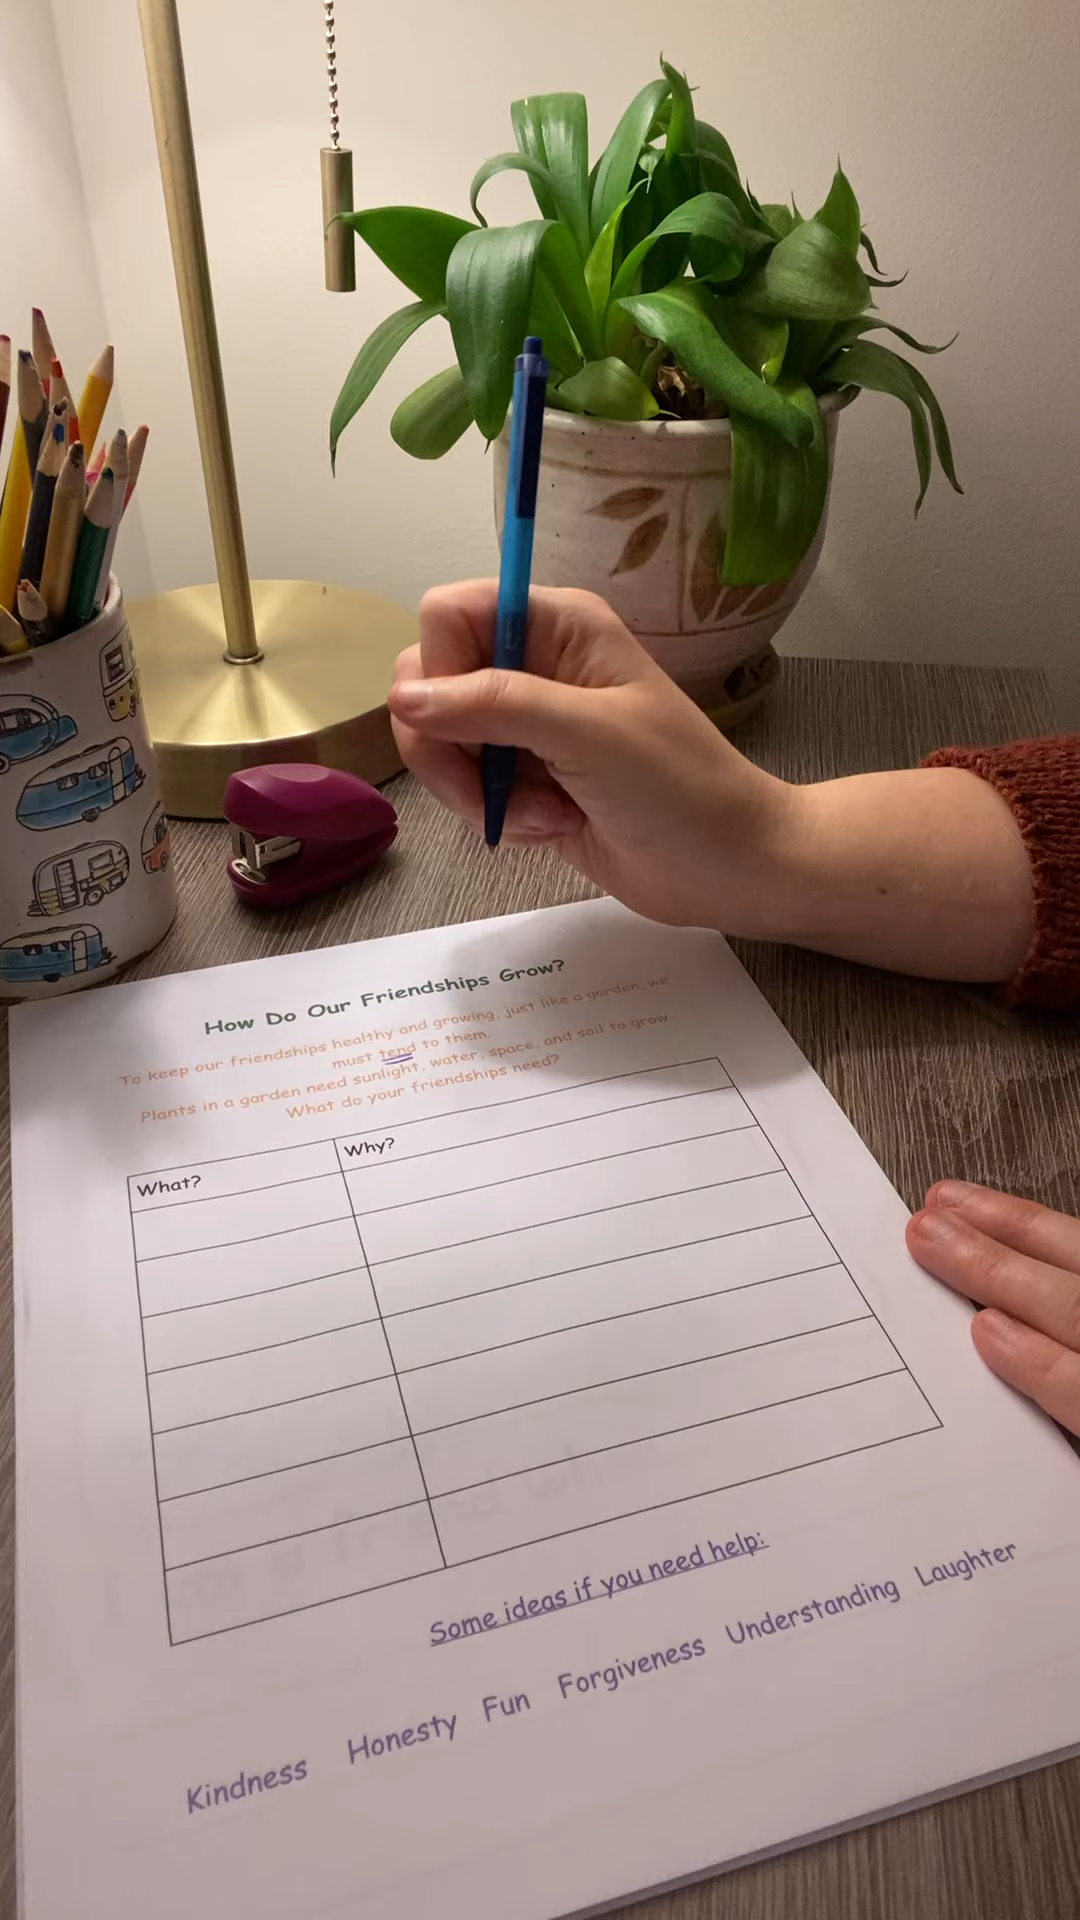 How Do Our Friendships Grow?
To keep our friendships healthy and growing, just like a garden, we
must tend to them.
Plants in a garden need sunlight, water, space, and soil to grow.
What do your friendships need?
What? Why?
Some ideas if you need help:
Kindness Honesty Fun Forgiveness Understanding Laughter